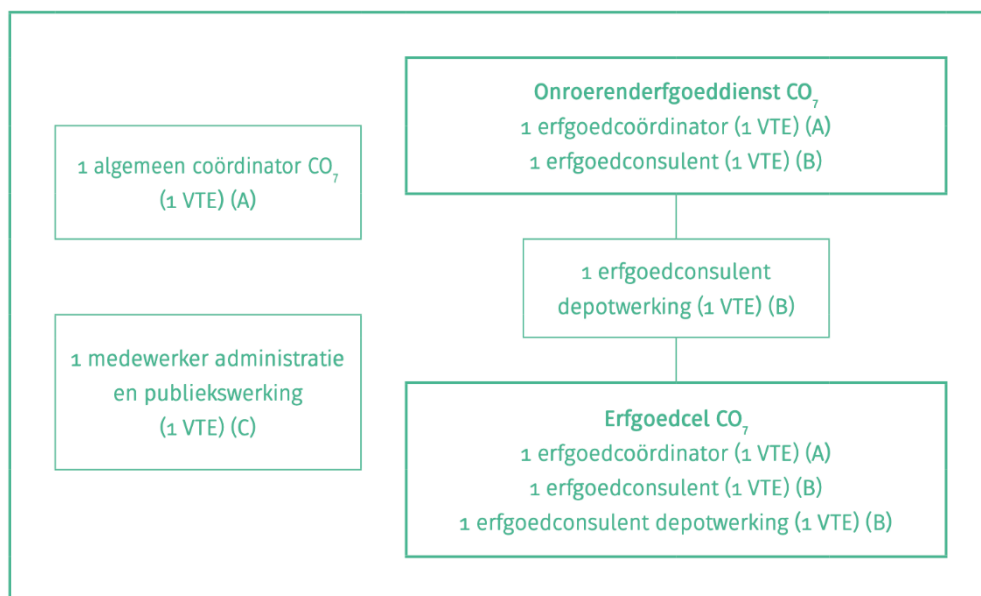 1 algemeen coördinator CO₇
(1 VTE) (A)
1 medewerker administratie
en publiekswerking
(1 VTE) (C)
Onroerenderfgoeddienst CO₇
1 erfgoedcoördinator (1 VTE) (A)
1 erfgoedconsulent (1 VTE) (B)
1 erfgoedconsulent
depotwerking (1 VTE) (B)
Erfgoedcel CO₇
1 erfgoedcoördinator (1 VTE) (A)
1 erfgoedconsulent (1 VTE) (B)
1 erfgoedconsulent depotwerking (1 VTE) (B)